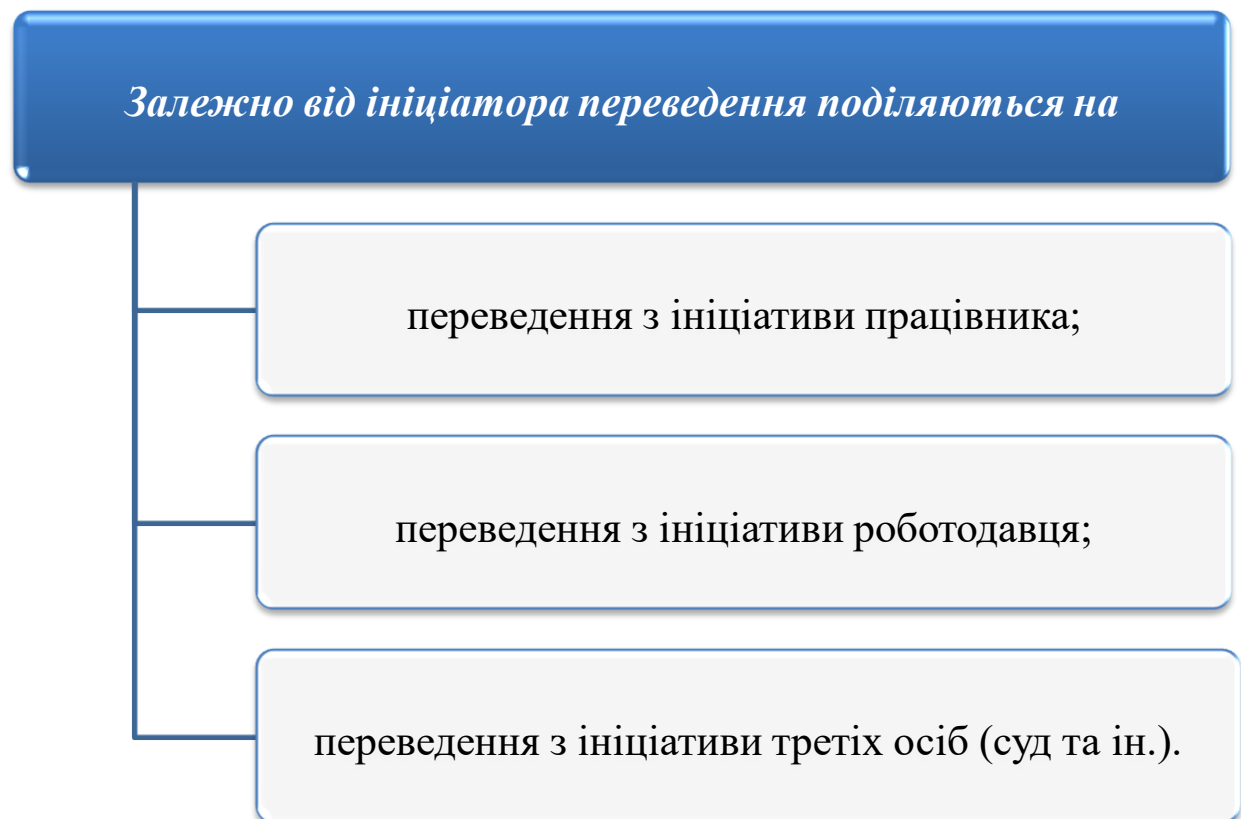 Залежно від ініціатора переведення поділяються на
переведення з ініціативи працівника;
переведення з ініціативи роботодавця;
переведення з ініціативи третіх осіб (суд та ін.).